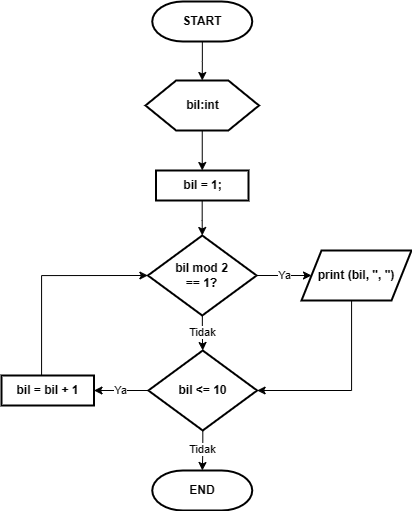 START
bil:int
bil = 1;
bil mod 2
== 1?
Ya
print (bil, ", ")
Tidak
bil = bil + 1
Ya
bil <= 10
Tidak
END